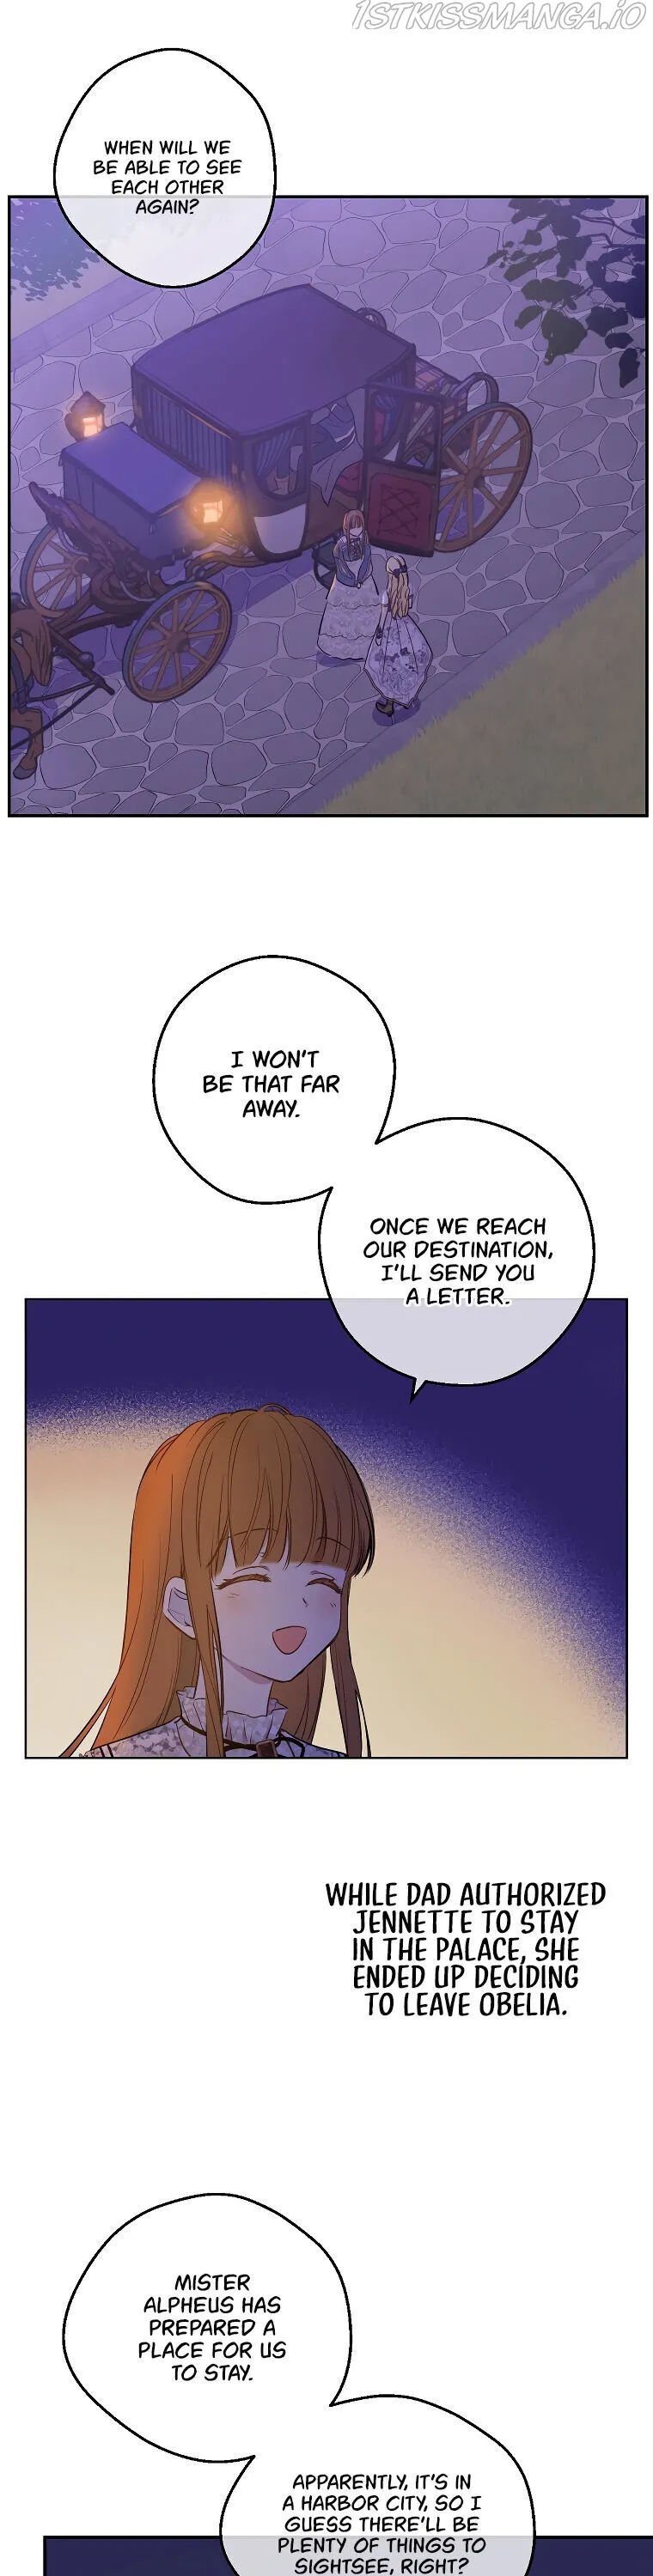 1STKISSMANGA.iO
WHEN WILL WE
BE ABLE TO SEE
EACH OTHER
AGAIN?
I WON'T
BE THAT FAR
AWAY.
ONCE WE REACH
OUR DESTINATION,
I'LL SEND YOU
A LETTER.
WHILE DAD AUTHORIZED
JENNETTE TO STAY
IN THE PALACE, SHE
ENDED UP DECIDING
TO LEAVE OBELIA.
MISTER
ALPHEUS HAS
PREPARED A
PLACE FOR US
TO STAY.
APPARENTLY, IT'S IN
A HARBOR CITY, SO I
GUESS THERE'LL BE
PLENTY OF THINGS TO
SIGHTSEE, RIGHT?